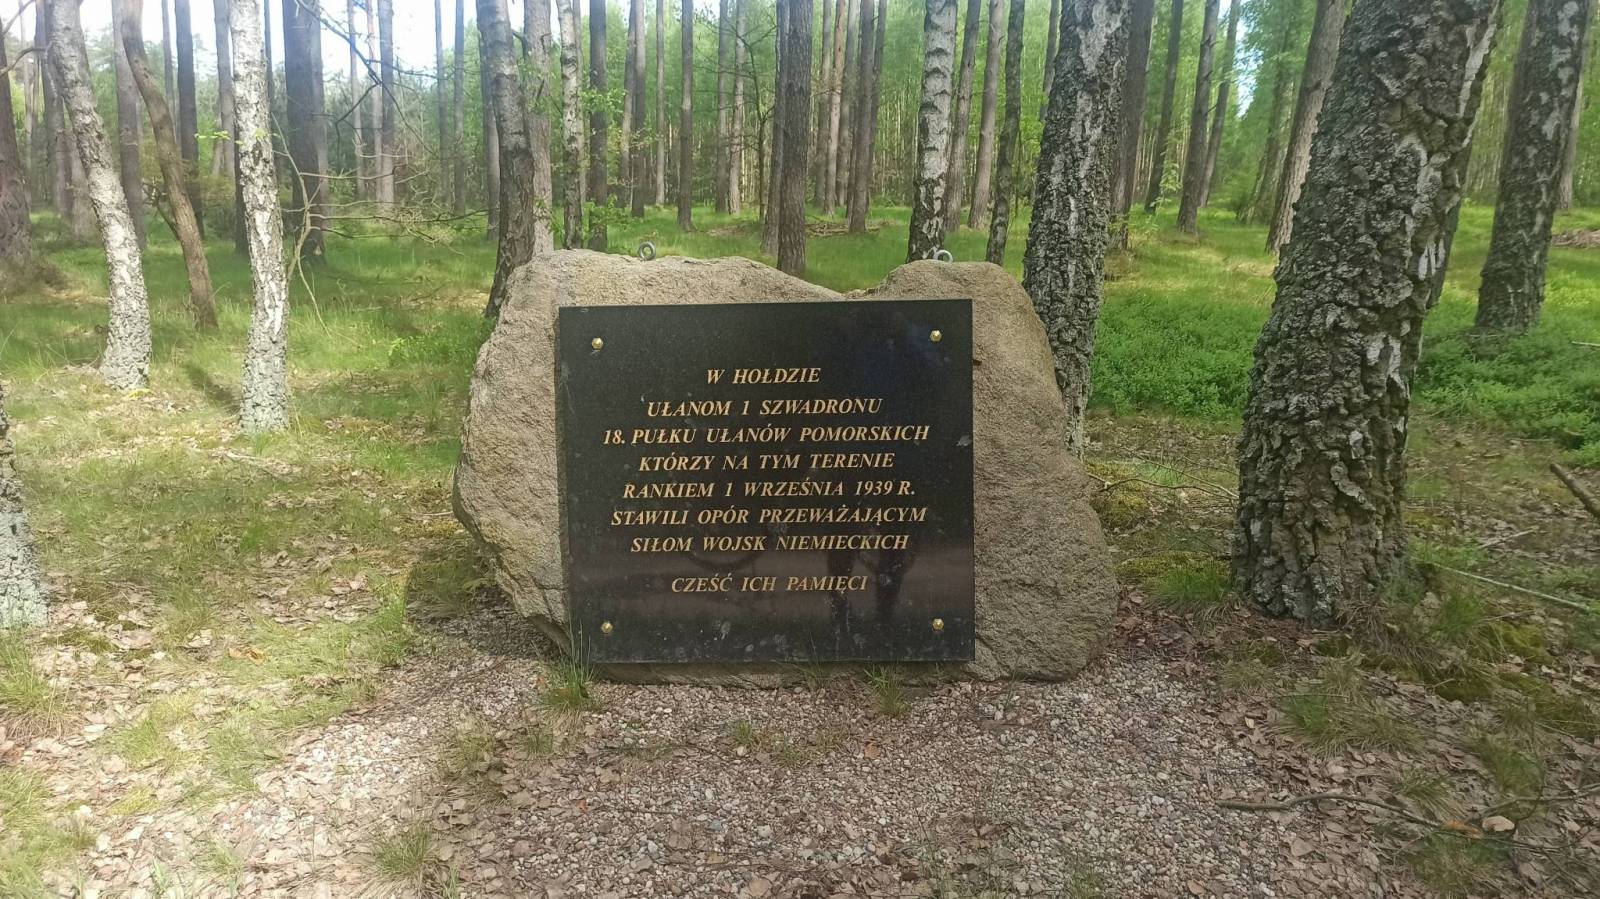 W HOŁDZIE
UŁANOM 1 SZWADRONU
18. PUŁKU UŁANÓW POMORSKICH
KTÓRZY NA TYM TERENIE
RANKIEM 1 WRZEŚNIA 1939 R.
STAWILI OPÓR PRZEWAŻAJĄCYM
SIŁOM WOJSK NIEMIECKICH
CZEŚĆ ICH PAMIĘCI